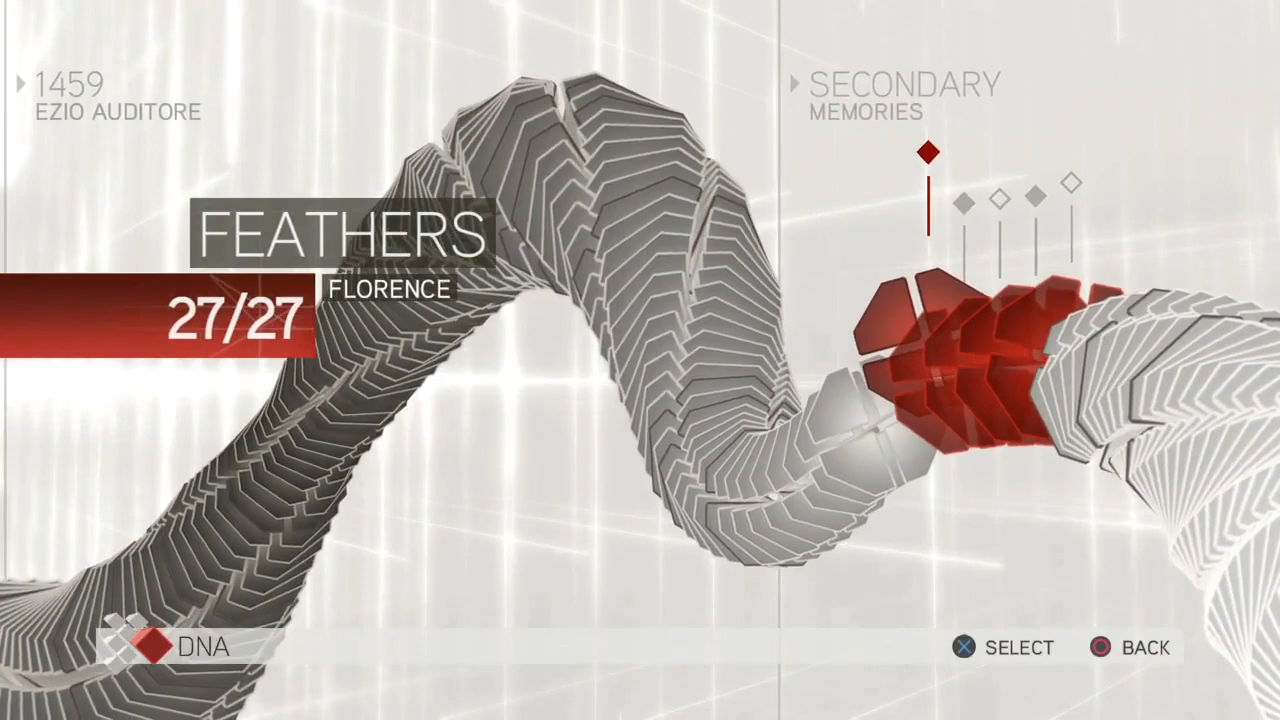 1459
EZIO AUDITORE
SECONDARY
MEMORIES
FEATHERS
FLORENCE
27/27
DNA
SELECT
BACK